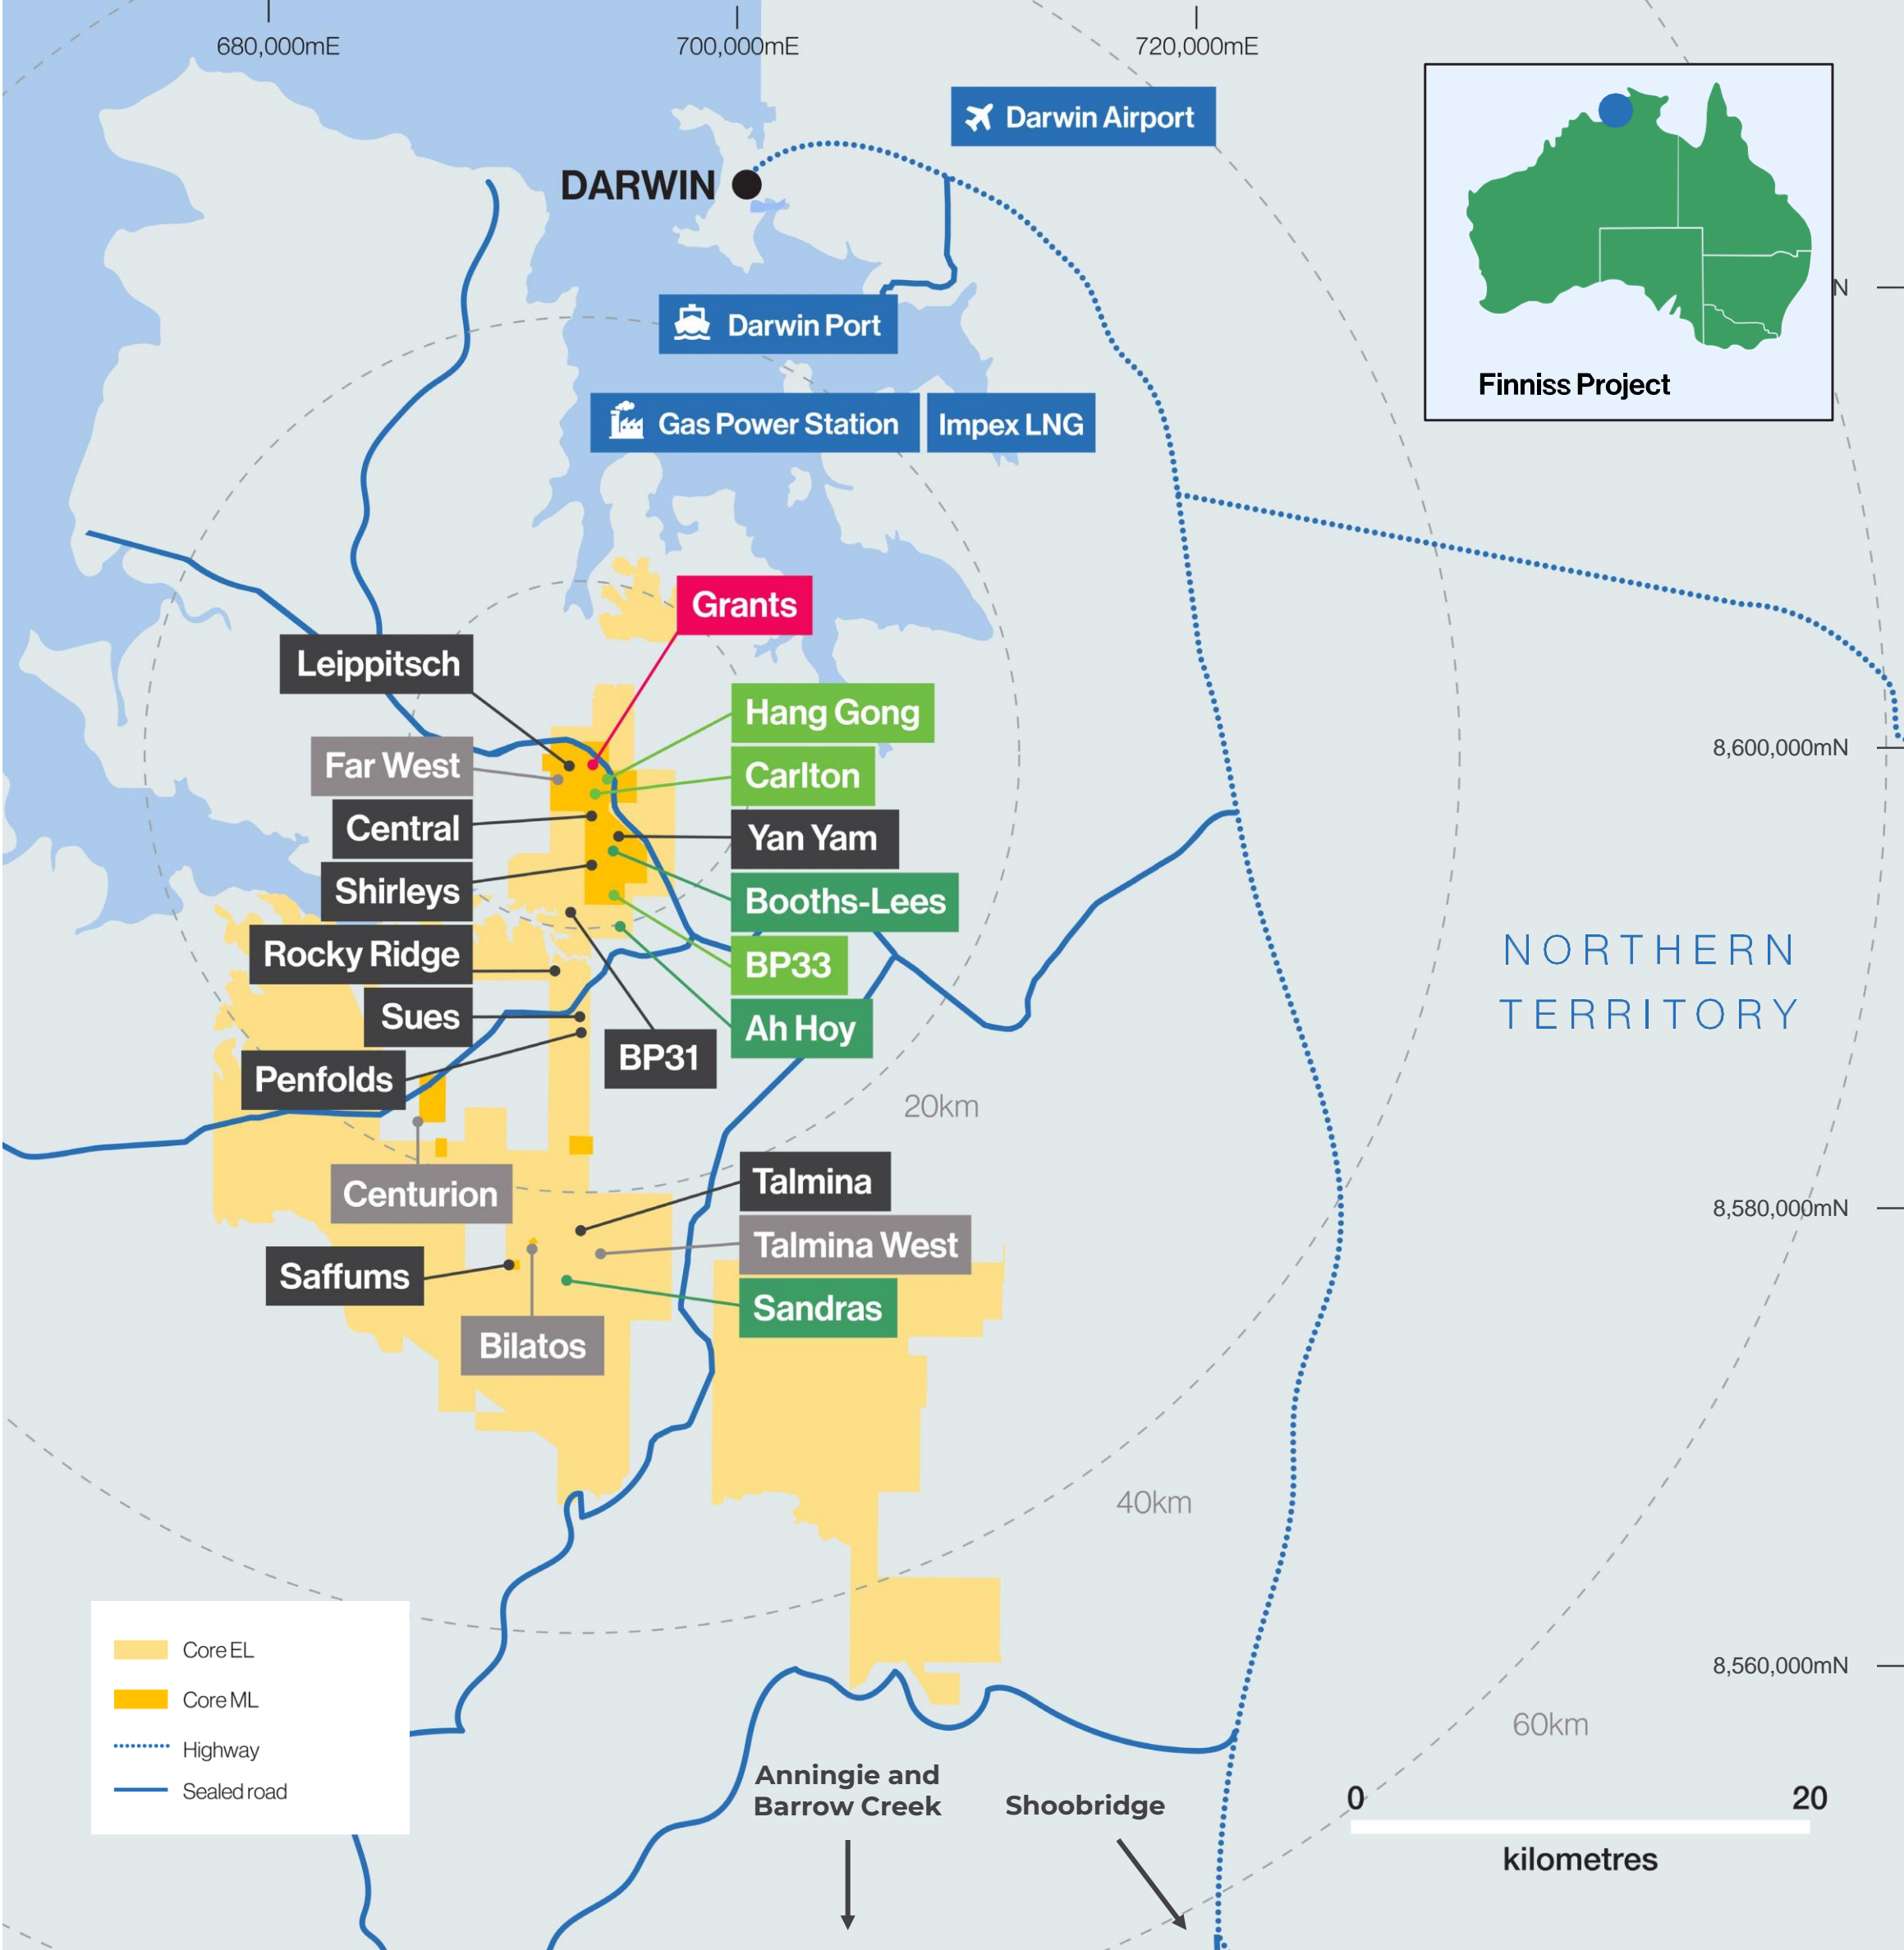 680,000mE
700,000mE
720,000mE
Darwin Airport
DARWIN
N
Darwin Port
Finniss Project
Gas Power Station
Impex LNG
Grants
Leippitsch
Hang Gong
Far West
Carlton
8,600,000mN
Central
Yan Yam
Shirleys
Booths-Lees
Rocky Ridge
BP33
NORTHERN
TERRITORY
Sues
Ah Hoy
BP31
Penfolds
20km
Centurion
Talmina
8,580,000mN
Talmina West
Saffums
Sandras
Bilatos
40km
Core EL
Core ML
Highway
Sealed road
8,560,000mN
60km
Anningie and
Barrow Creek
Shoobridge
0
20
kilometres